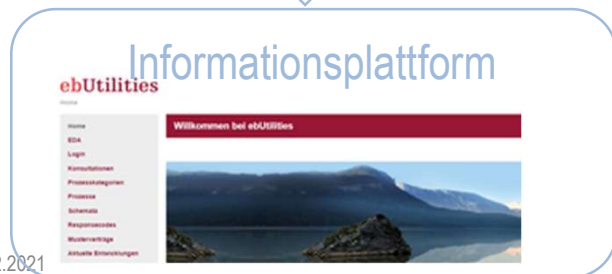 Informationsplattform
ebUtilities
Home
Home
Willkommen bei ebUtilities
EDA
Login
Konsultationen
Prozesskategorien
Prozesse
Schemata
Responsecodes
Musterverträge
Aktuelle Entwicklungen
2.2021